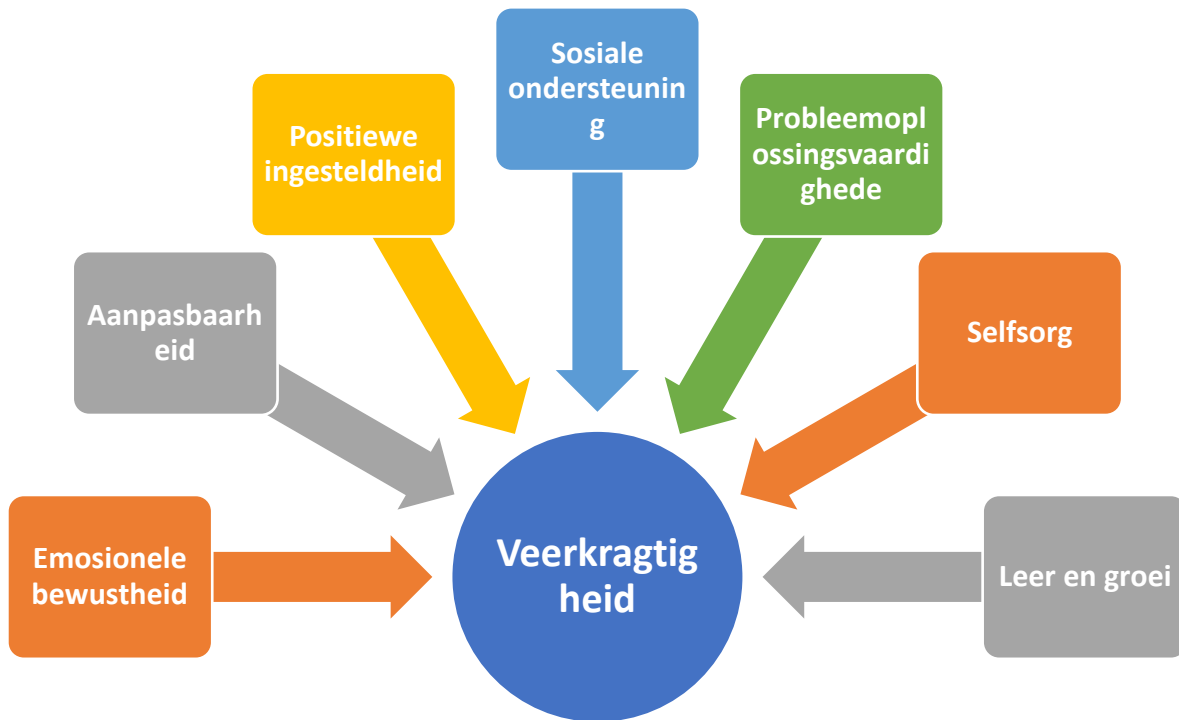 Sosiale
ondersteunin
g
Positiewe
ingesteldheid
Probleemopl
ossingsvaardi
ghede
Aanpasbaarh
eid
Selfsorg
Emosionele
bewustheid
Veerkragtig
heid
Leer en groei